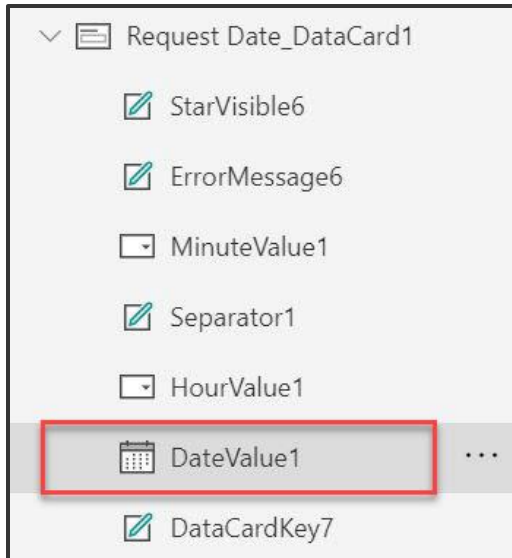 Request Date_DataCard1
StarVisible6
ErrorMessage6
MinuteValue1
Separator1
HourValue1
DateValue1
DataCardKey7